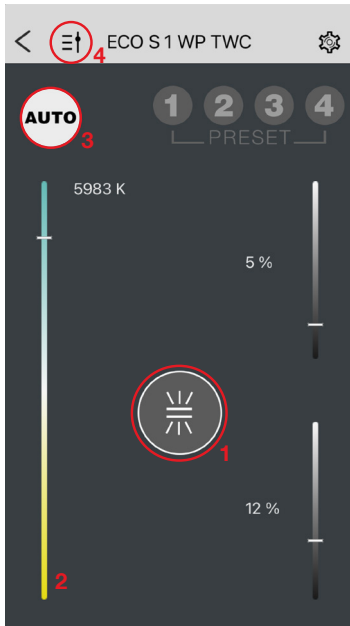 4 ECO S 1 WP TWC
AUTO 1 2 3 4
3 PRESET
5983 K
5 %
1
12 %
2